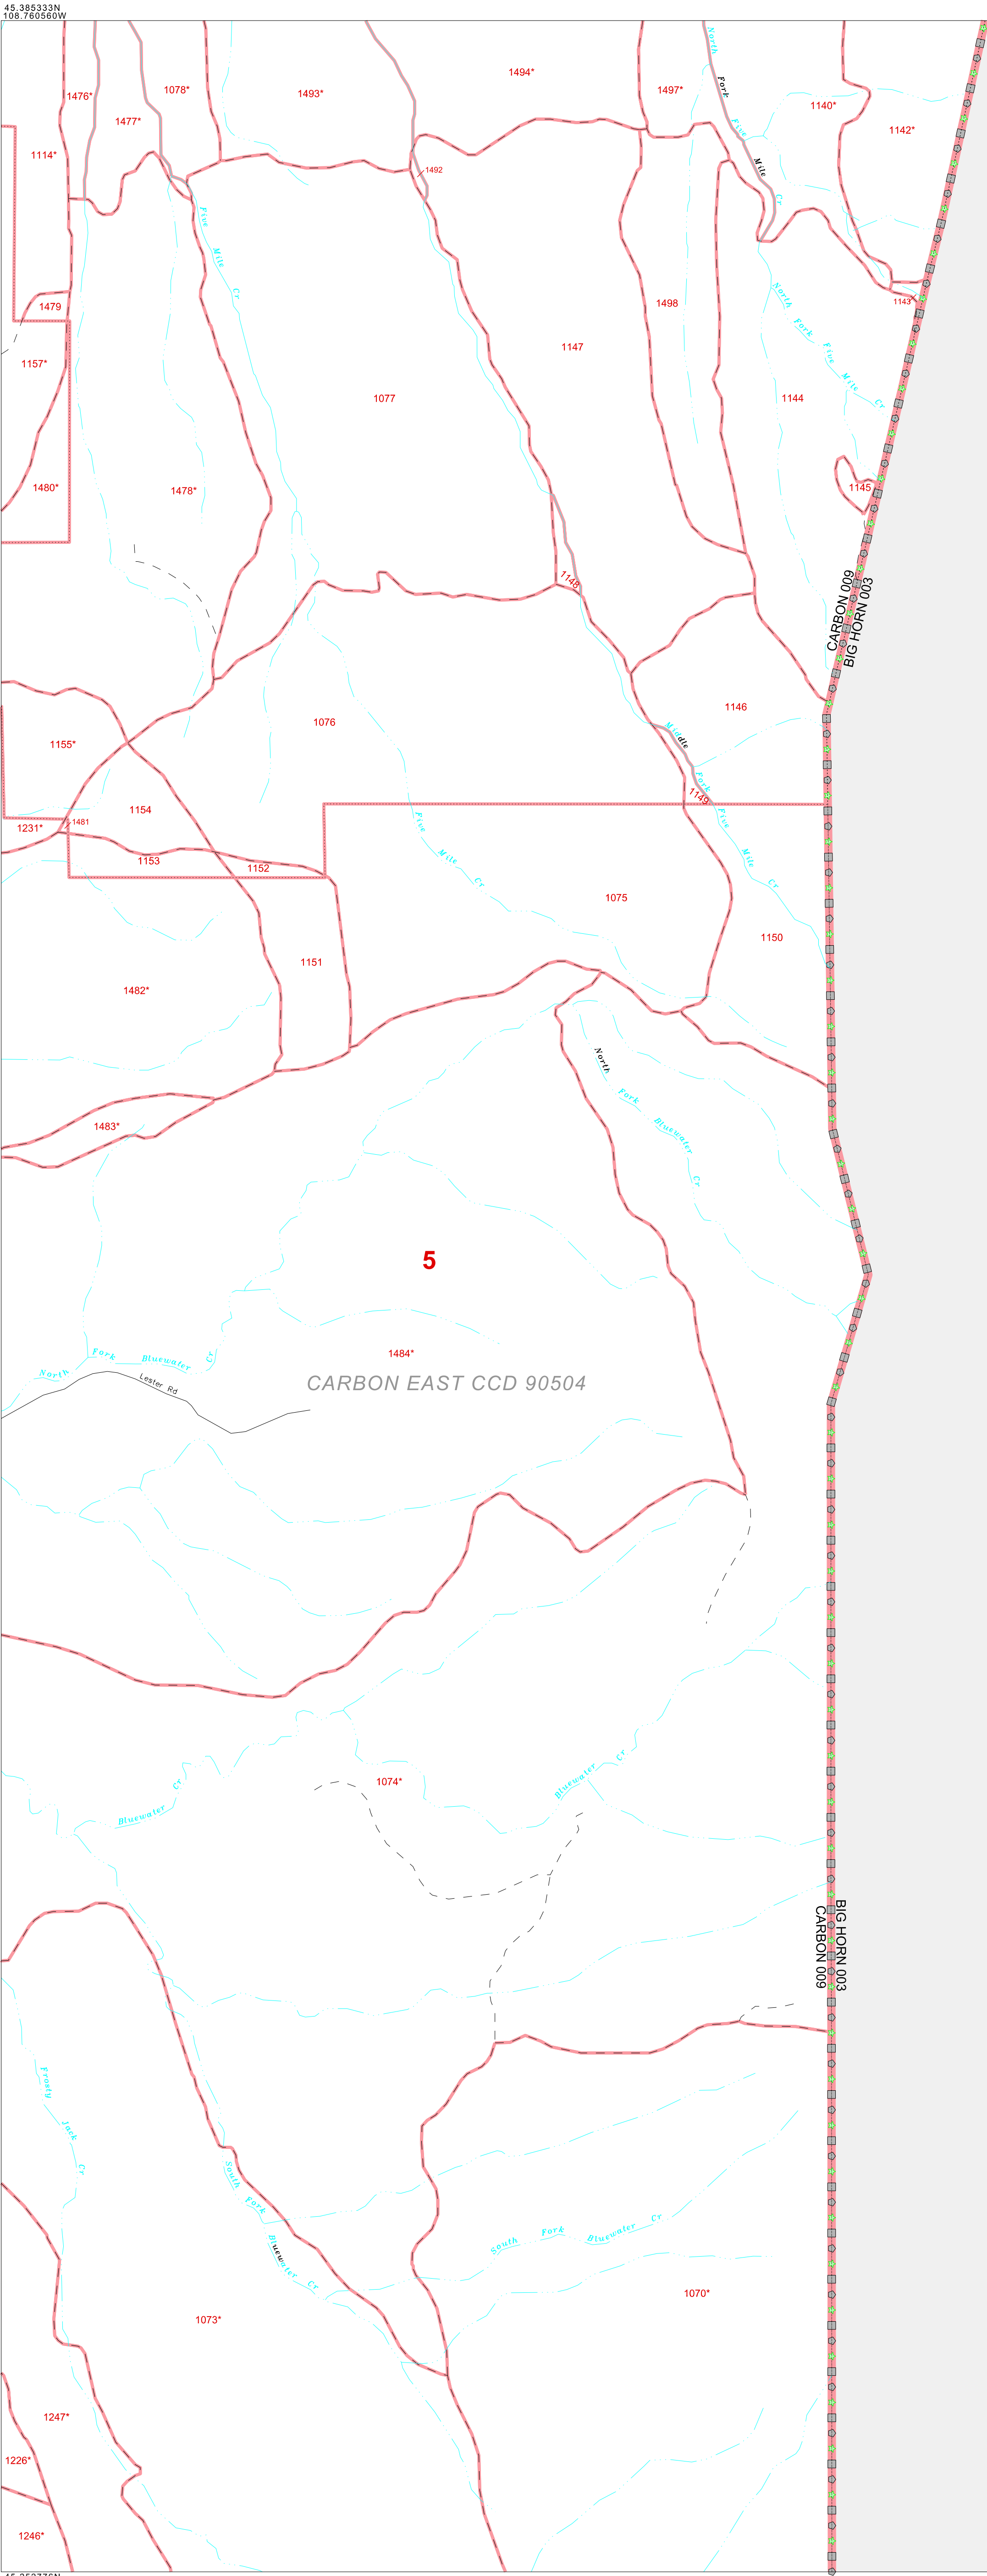 45.385333N
108.760560W
1476*
1477*
1078*
1493*
1494*
1497*
North Fork Five Mile Cr
1140*
1142*
1114*
1492
Five Mile Cr
1479
1498
North Fork Five Mile Cr
1143
1157*
1147
1077
1144
1480*
1478*
1145
1148
CARBON 009
BIG HORN 003
1146
1076
Middle Fork Five Mile Cr
1155*
1154
1149
1231*
1481
Five Mile Cr
1153
1152
1075
1150
1151
1482*
North Fork Bluewater Cr
1483*
5
1484*
North Fork Bluewater Cr
Lester Rd
CARBON EAST CCD 90504
Bluewater Cr
1074*
Bluewater Cr
BIG HORN 003
CARBON 009
Frosty Jack Cr
South Fork Bluewater Cr
South Fork Bluewater Cr
1070*
1073*
1247*
1226*
1246*